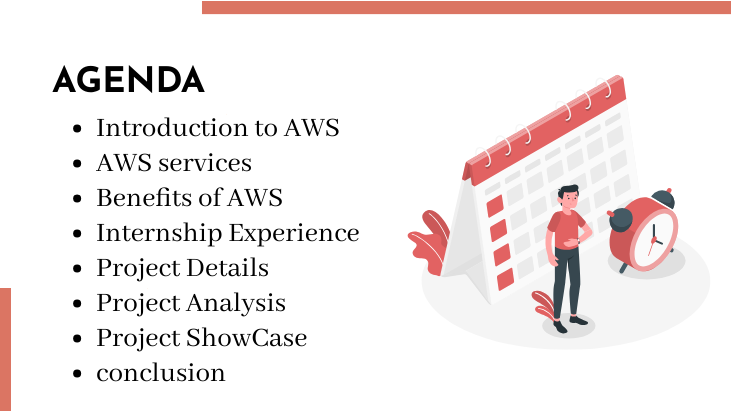 AGENDA
• Introduction to AWS
• AWS services
• Benefits of AWS
• Internship Experience
• Project Details
• Project Analysis
• Project ShowCase
• conclusion